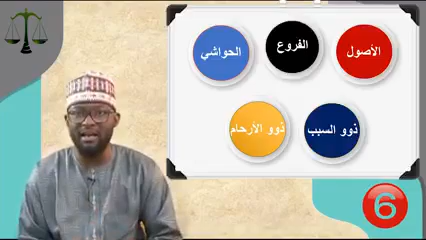 الأصول
الفروع
الحواشي
ذوو السبب
ذوو الأرحام
6